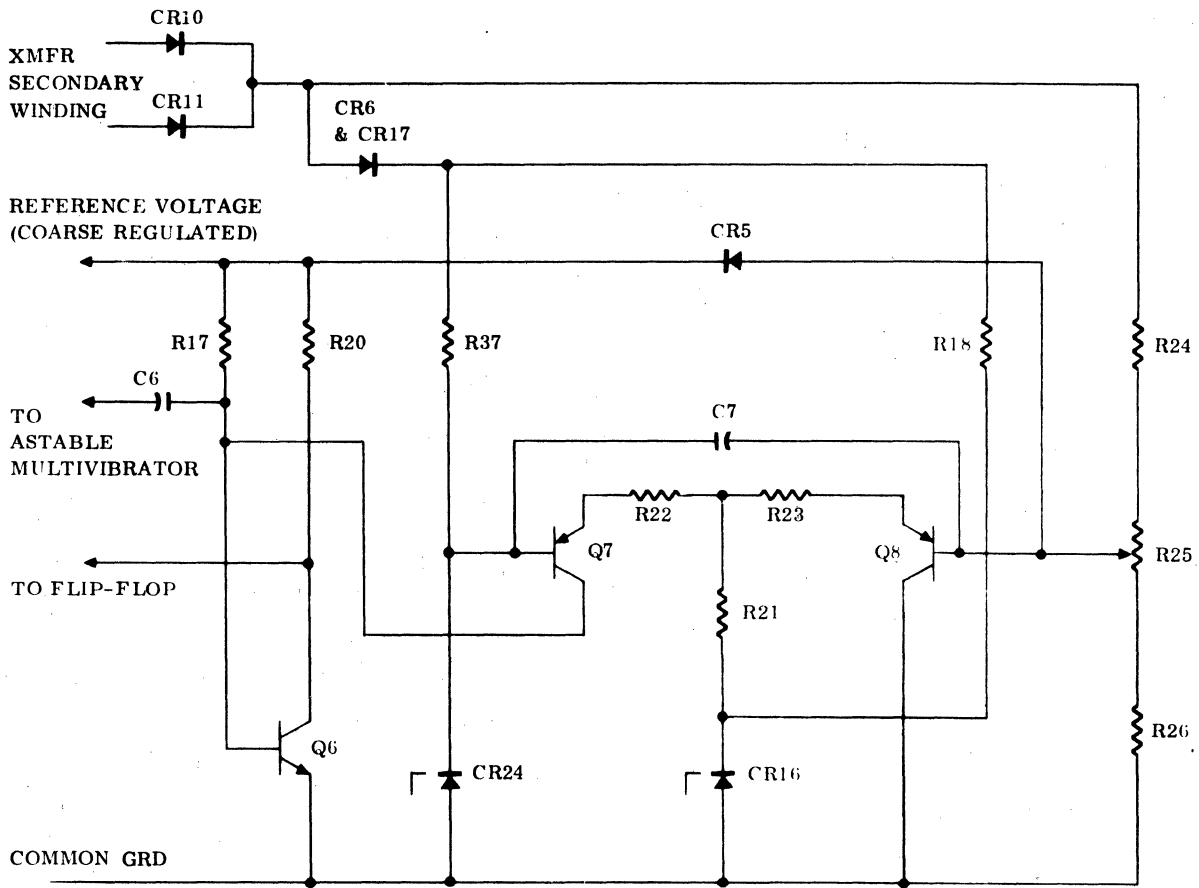 CR10
XMFR
SECONDARY
WINDING
CR11
CR6
& CR17
REFERENCE VOLTAGE
(COARSE REGULATED)
CR5
R17
R20
R37
R18
R24
C6
TO
ASTABLE
MULTIVIBRATOR
C7
R22
R23
Q7
Q8
R25
TO FLIP-FLOP
R21
Q6
R26
CR24
CR16
COMMON GRD